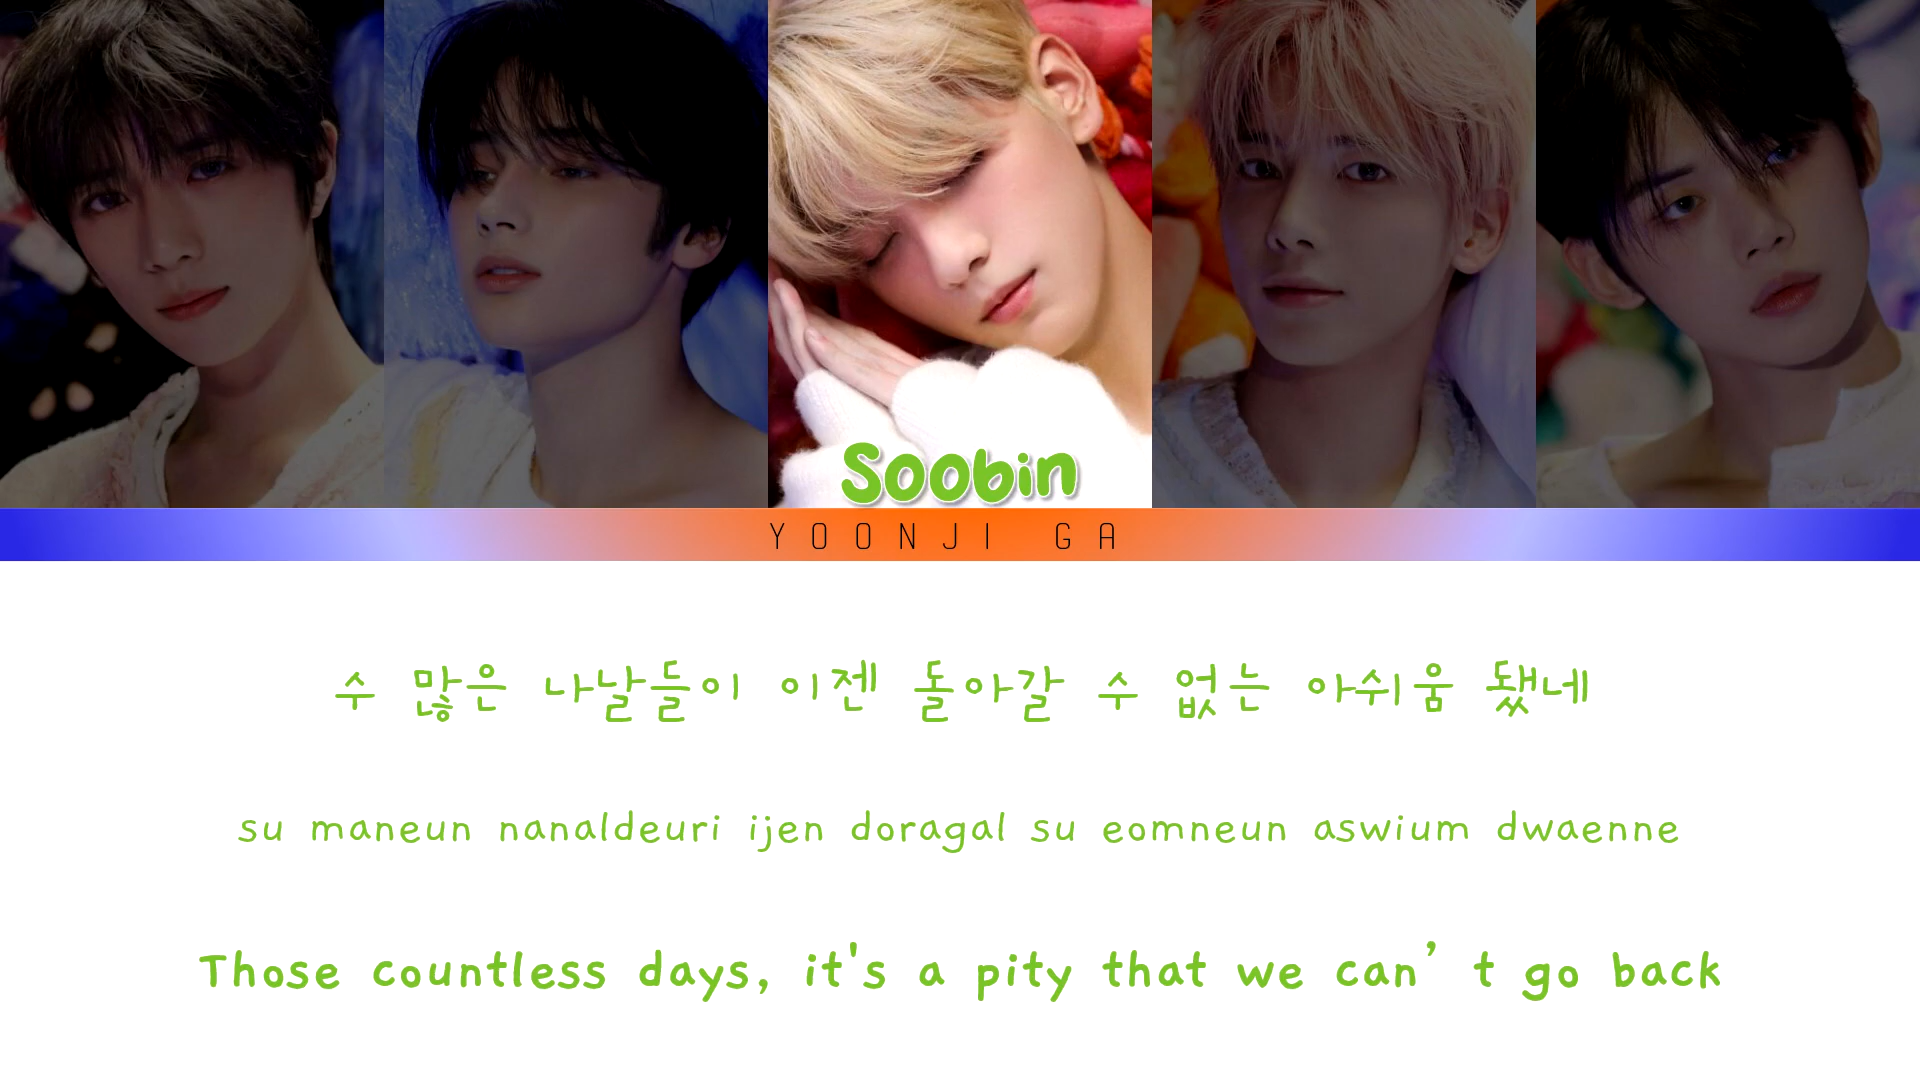 Soobin
YOONJI GA
수 많은 나날들이 이젠 돌아갈 수 없는 아쉬움 됐네
su maneun nanaldeuri ijen doragal su eomneun aswium dwaenne
Those countless days, it's a pity that we can’t go back